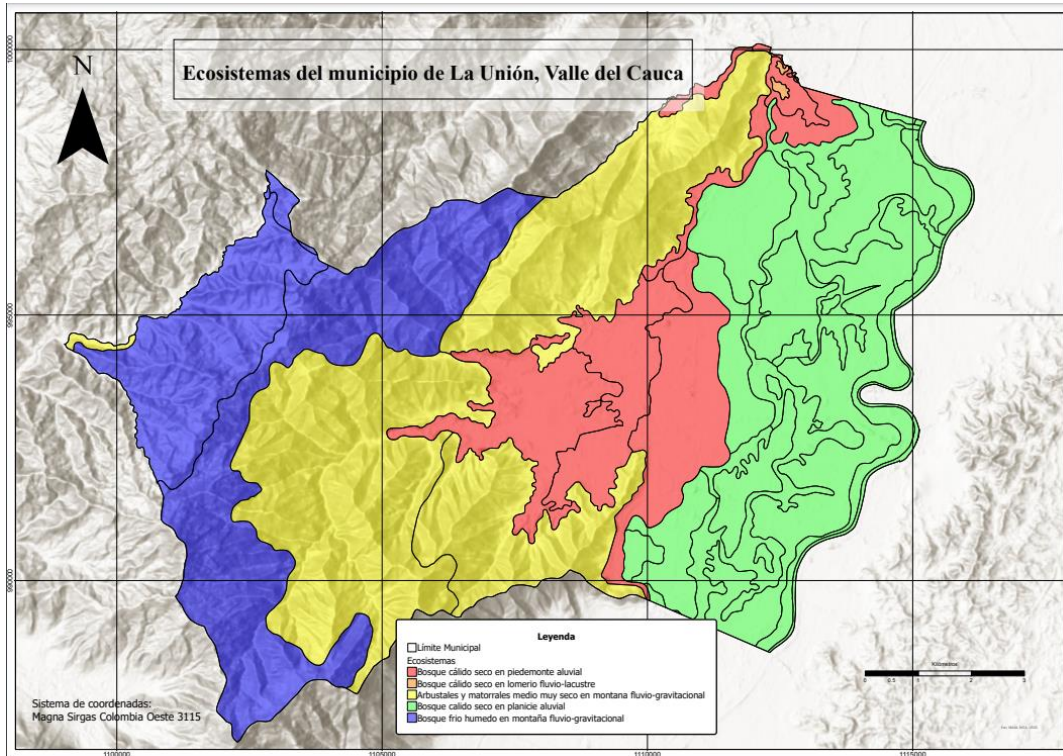 Ecosistemas del municipio de La Unión, Valle del Cauca
N
1000000
995000
990000
Leyenda
Límite Municipal
Ecosistemas
Bosque cálido seco en piedemonte aluvial
Bosque cálido seco en lomerio fluvio-lacustre
Arbustales y matorrales medio muy seco en montana fluvio-gravitacional
Bosque calido seco en planicie aluvial
Bosque frio humedo en montaña fluvio-gravitacional
Kilómetros
0 0.5 1 2 3
Sistema de coordenadas:
Magna Sirgas Colombia Oeste 3115
1100000 1105000 1110000 1115000